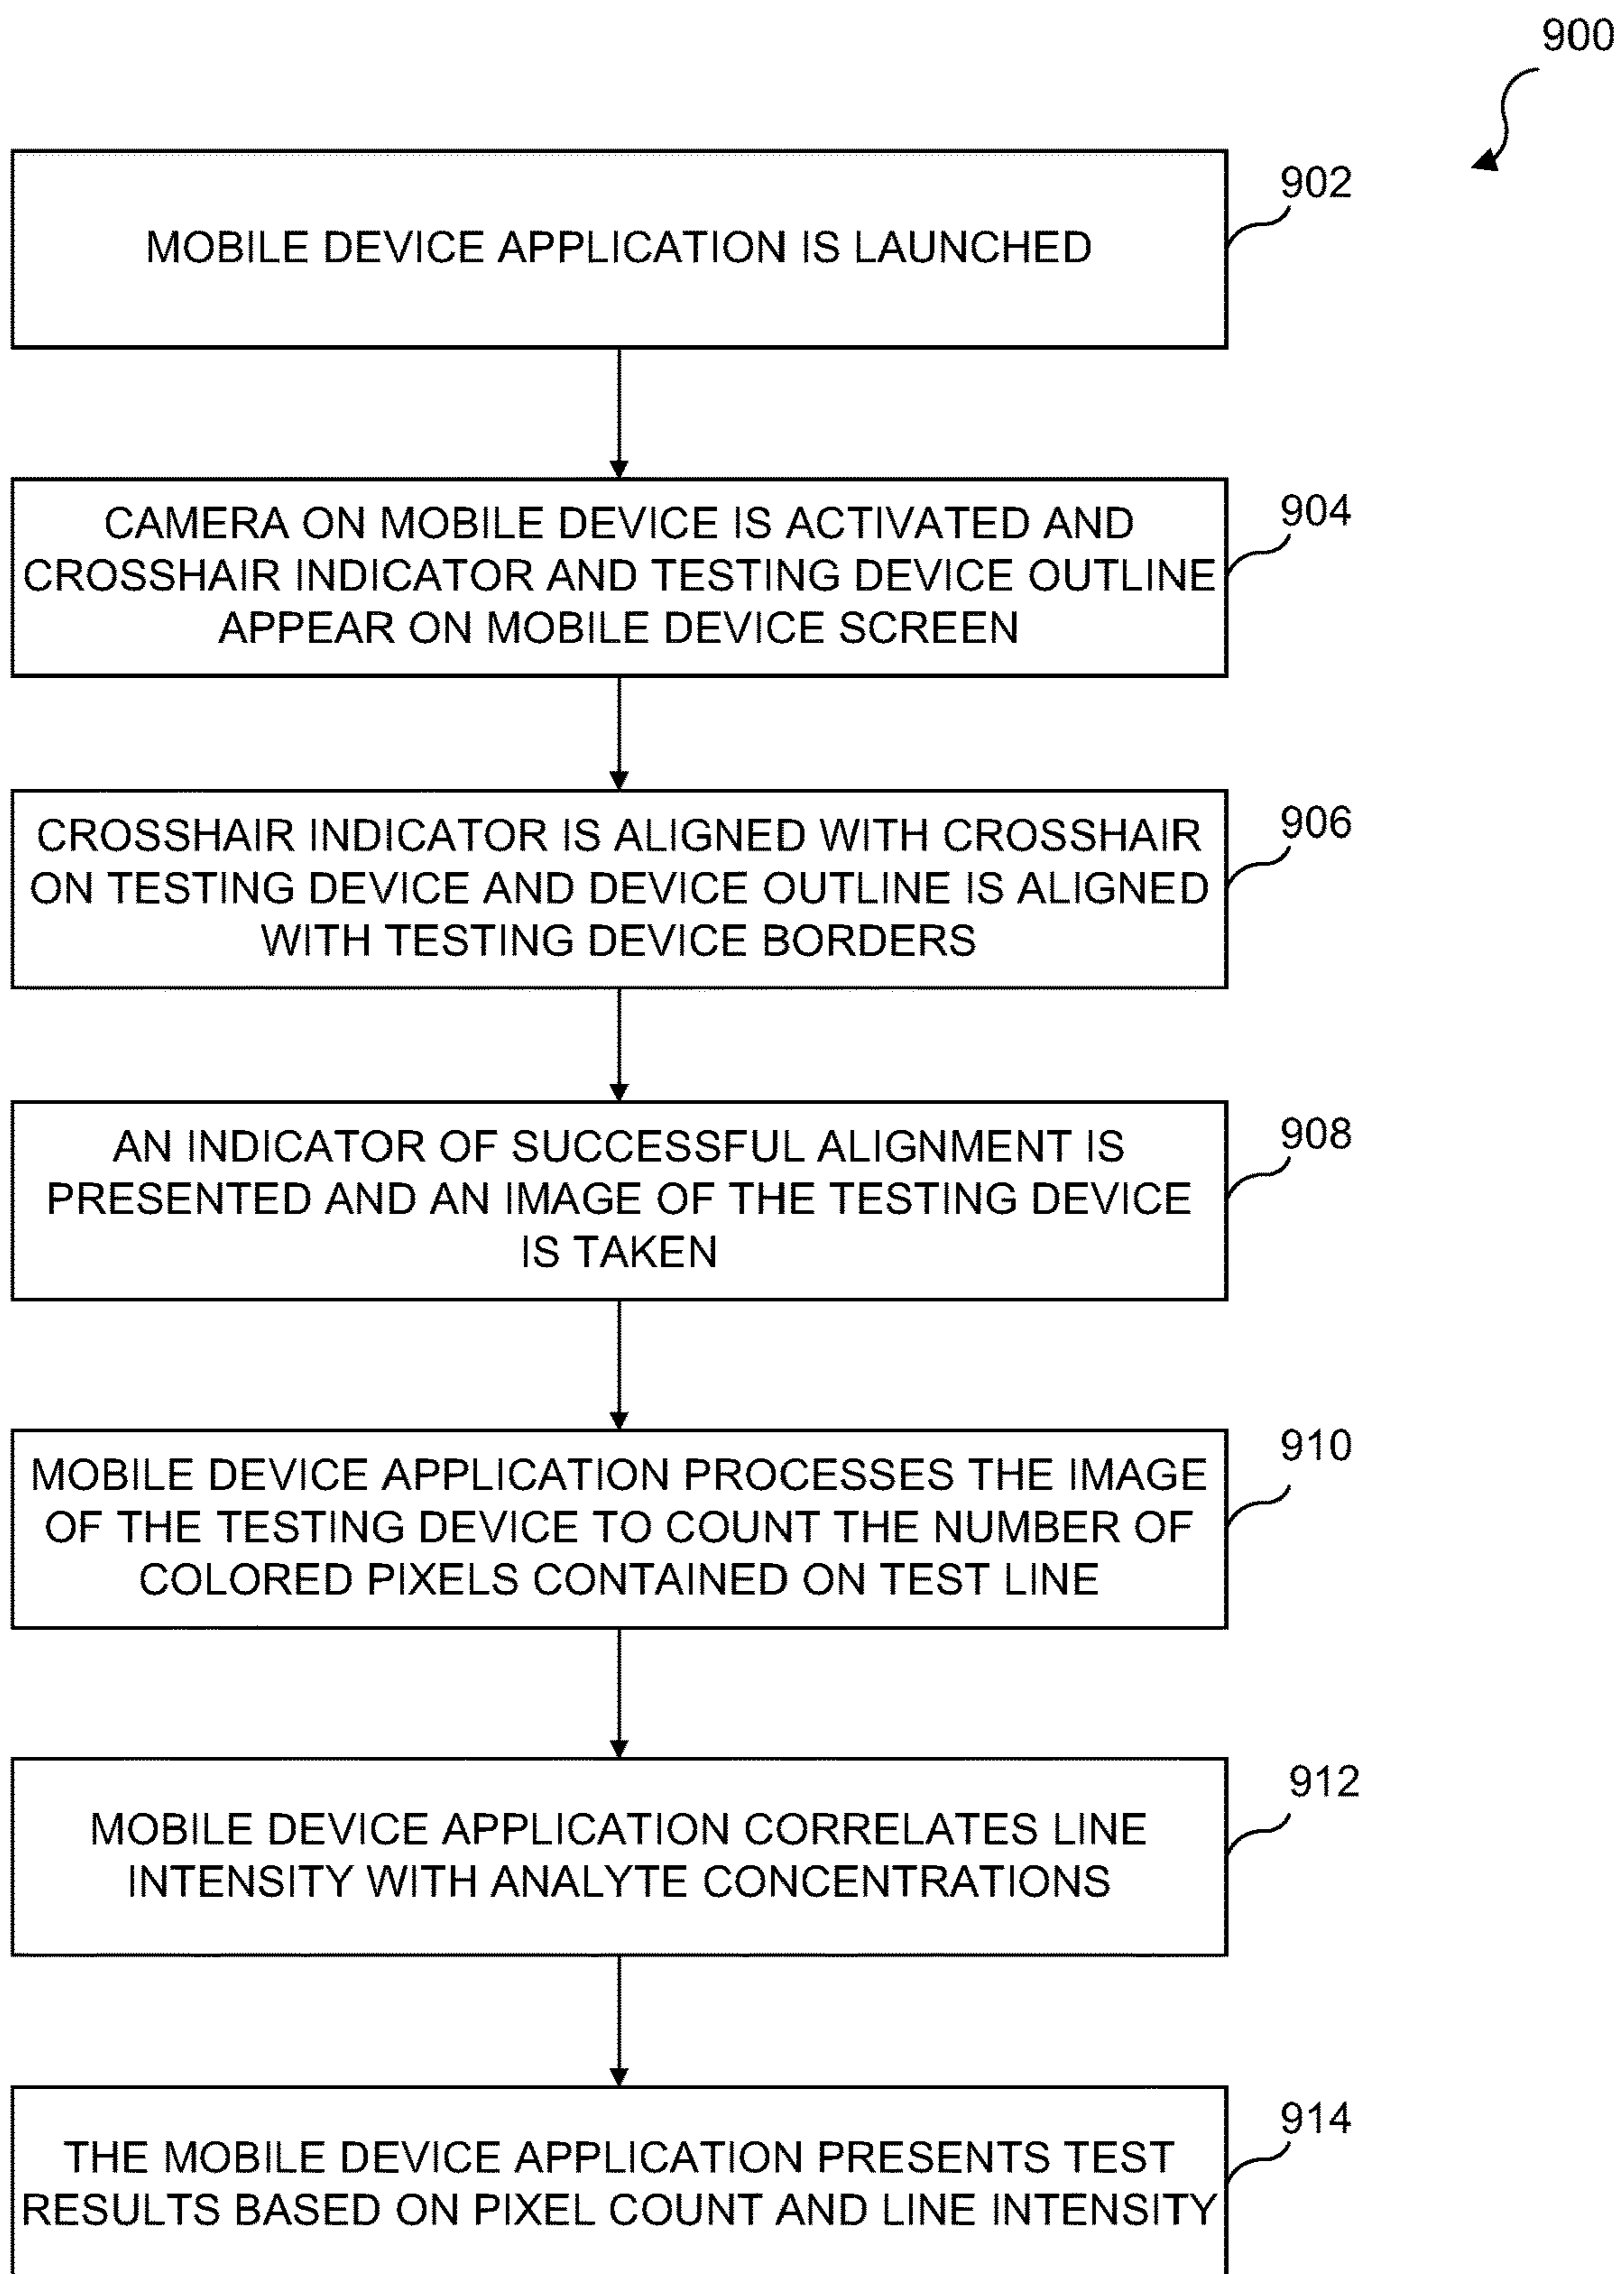 900
902
MOBILE DEVICE APPLICATION IS LAUNCHED
904
CAMERA ON MOBILE DEVICE IS ACTIVATED AND
CROSSHAIR INDICATOR AND TESTING DEVICE OUTLINE
APPEAR ON MOBILE DEVICE SCREEN
906
CROSSHAIR INDICATOR IS ALIGNED WITH CROSSHAIR
ON TESTING DEVICE AND DEVICE OUTLINE IS ALIGNED
WITH TESTING DEVICE BORDERS
908
AN INDICATOR OF SUCCESSFUL ALIGNMENT IS
PRESENTED AND AN IMAGE OF THE TESTING DEVICE
IS TAKEN
910
MOBILE DEVICE APPLICATION PROCESSES THE IMAGE
OF THE TESTING DEVICE TO COUNT THE NUMBER OF
COLORED PIXELS CONTAINED ON TEST LINE
912
MOBILE DEVICE APPLICATION CORRELATES LINE
INTENSITY WITH ANALYTE CONCENTRATIONS
914
THE MOBILE DEVICE APPLICATION PRESENTS TEST
RESULTS BASED ON PIXEL COUNT AND LINE INTENSITY